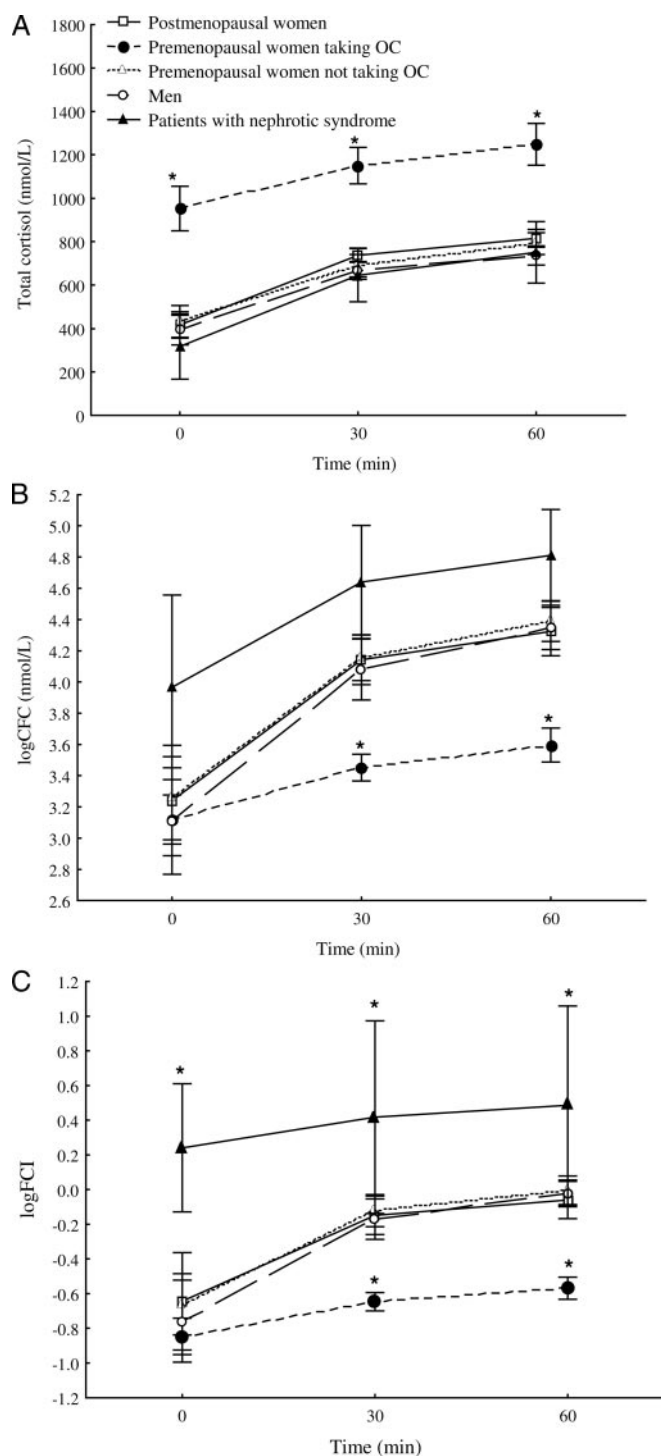 A
Postmenopausal women
Premenopausal women taking OC
Premenopausal women not taking OC
Men
Patients with nephrotic syndrome
Total cortisol (nmol/L)
1800
1600
1400
1200
1000
800
600
400
200
0
*
*
*
0 30 60
Time (min)
B
logCFC (nmol/L)
5.2
5.0
4.8
4.6
4.4
4.2
4.0
3.8
3.6
3.4
3.2
3.0
2.8
2.6
*
*
0 30 60
Time (min)
C
logFCI
1.2
1.0
0.8
0.6
0.4
0.2
0.0
-0.2
-0.4
-0.6
-0.8
-1.0
-1.2
*
*
*
*
*
0 30 60
Time (min)